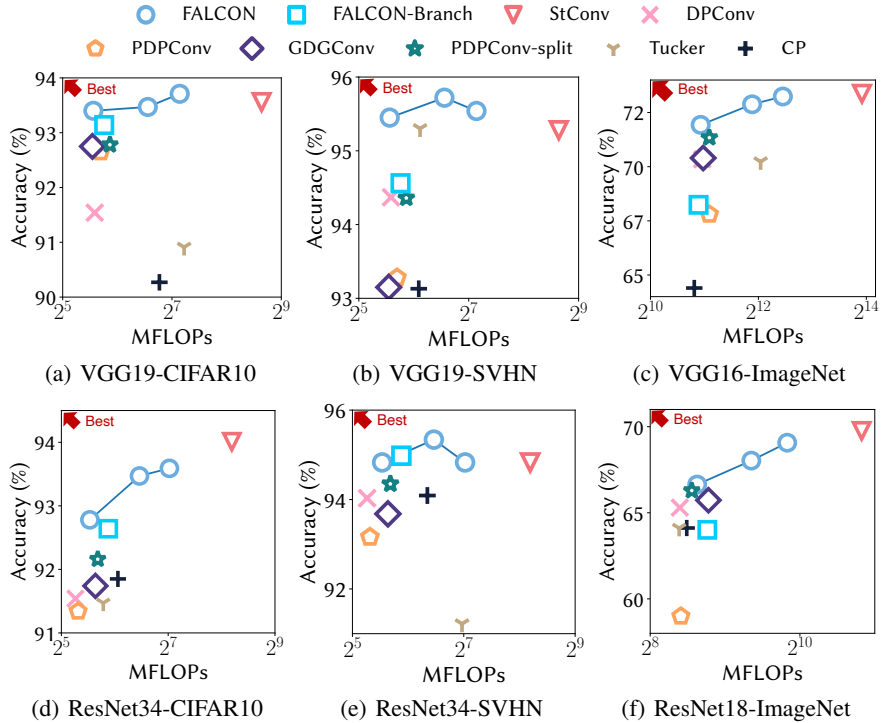 FALCON FALCON-Branch StConv DPConv
PDPConv GDGConv PDPConv-split Tucker CP
94
93
92
91
90
Accuracy (%)
Best
2^5 2^7 2^9
MFLOPs
(a) VGG19-CIFAR10
96
95
94
93
Accuracy (%)
Best
2^5 2^7 2^9
MFLOPs
(b) VGG19-SVHN
72
70
67
65
Accuracy (%)
Best
2^10 2^12 2^14
MFLOPs
(c) VGG16-ImageNet
94
93
92
91
Accuracy (%)
Best
2^5 2^7 2^9
MFLOPs
(d) ResNet34-CIFAR10
96
94
92
91
Accuracy (%)
Best
2^5 2^7 2^9
MFLOPs
(e) ResNet34-SVHN
70
65
60
Accuracy (%)
Best
2^8 2^10
MFLOPs
(f) ResNet18-ImageNet